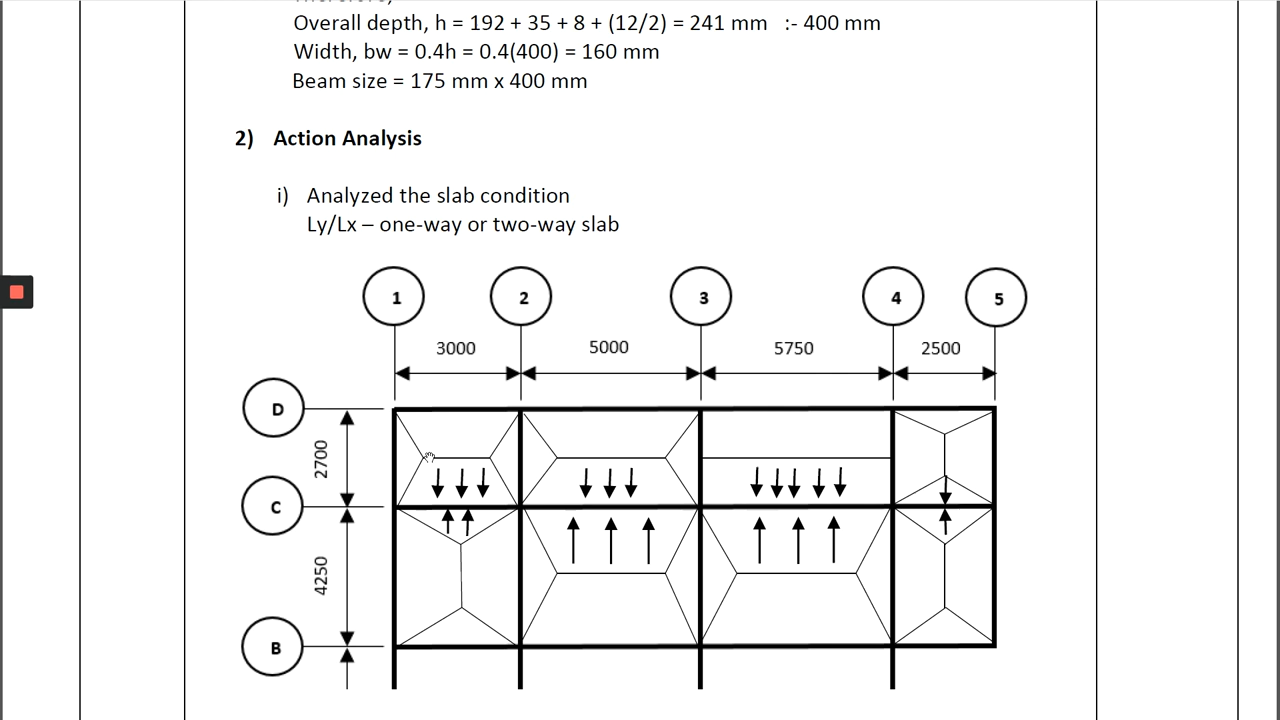 Overall depth, h = 192 + 35 + 8 + (12/2) = 241 mm :- 400 mm
Width, bw = 0.4h = 0.4(400) = 160 mm
Beam size = 175 mm x 400 mm
2) Action Analysis
i) Analyzed the slab condition
Ly/Lx – one-way or two-way slab
1 2 3 4 5
3000 5000 5750 2500
D
2700
C
4250
B